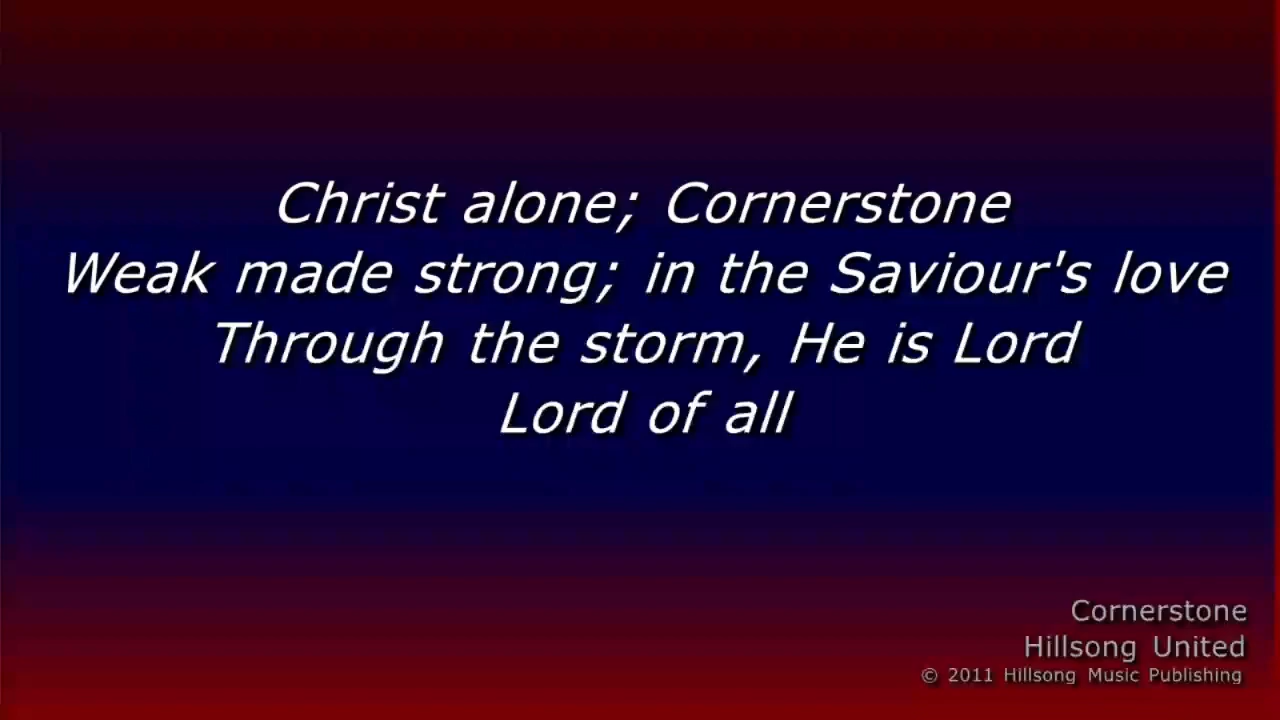 Christ alone; Cornerstone
Weak made strong; in the Saviour's love
Through the storm, He is Lord
Lord of all
Cornerstone
Hillsong United
© 2011 Hillsong Music Publishing